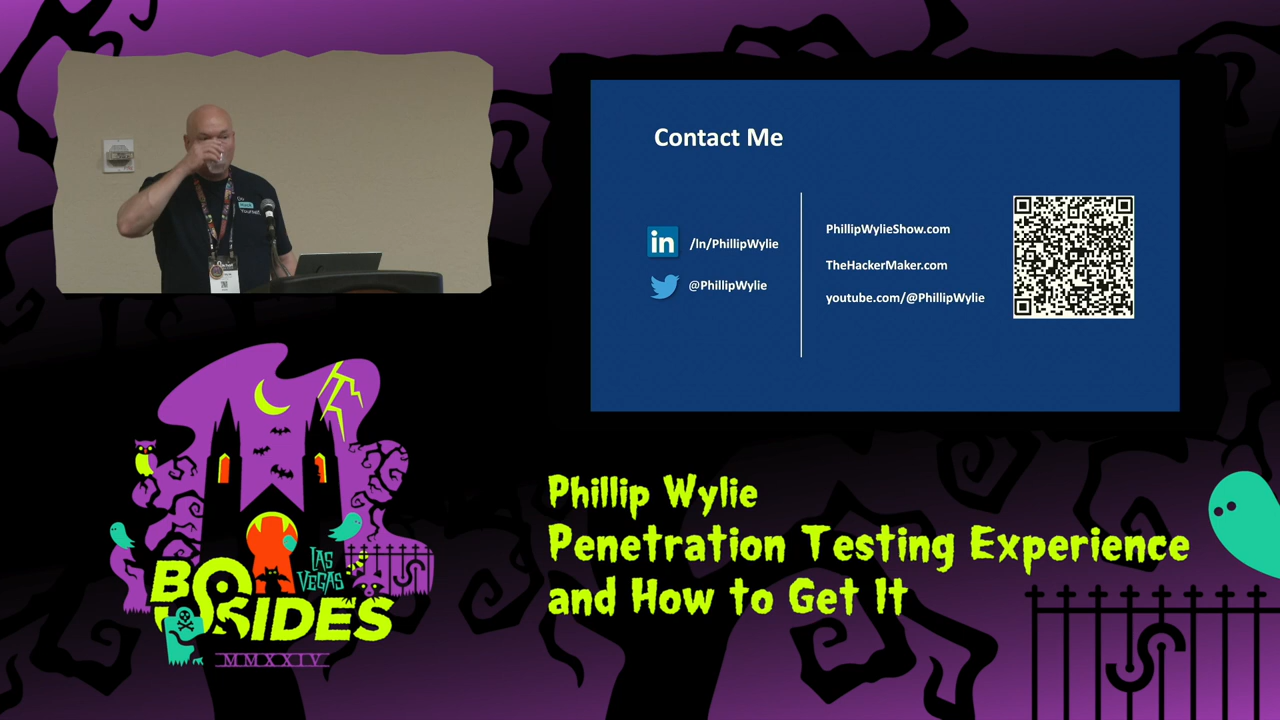 Contact Me
in
/In/PhillipWylie
@PhillipWylie
PhillipWylieShow.com
TheHackerMaker.com
youtube.com/@PhillipWylie
LAS
VEGAS
BSIDES
MMXXIV
Phillip Wylie
Penetration Testing Experience
and How to Get It